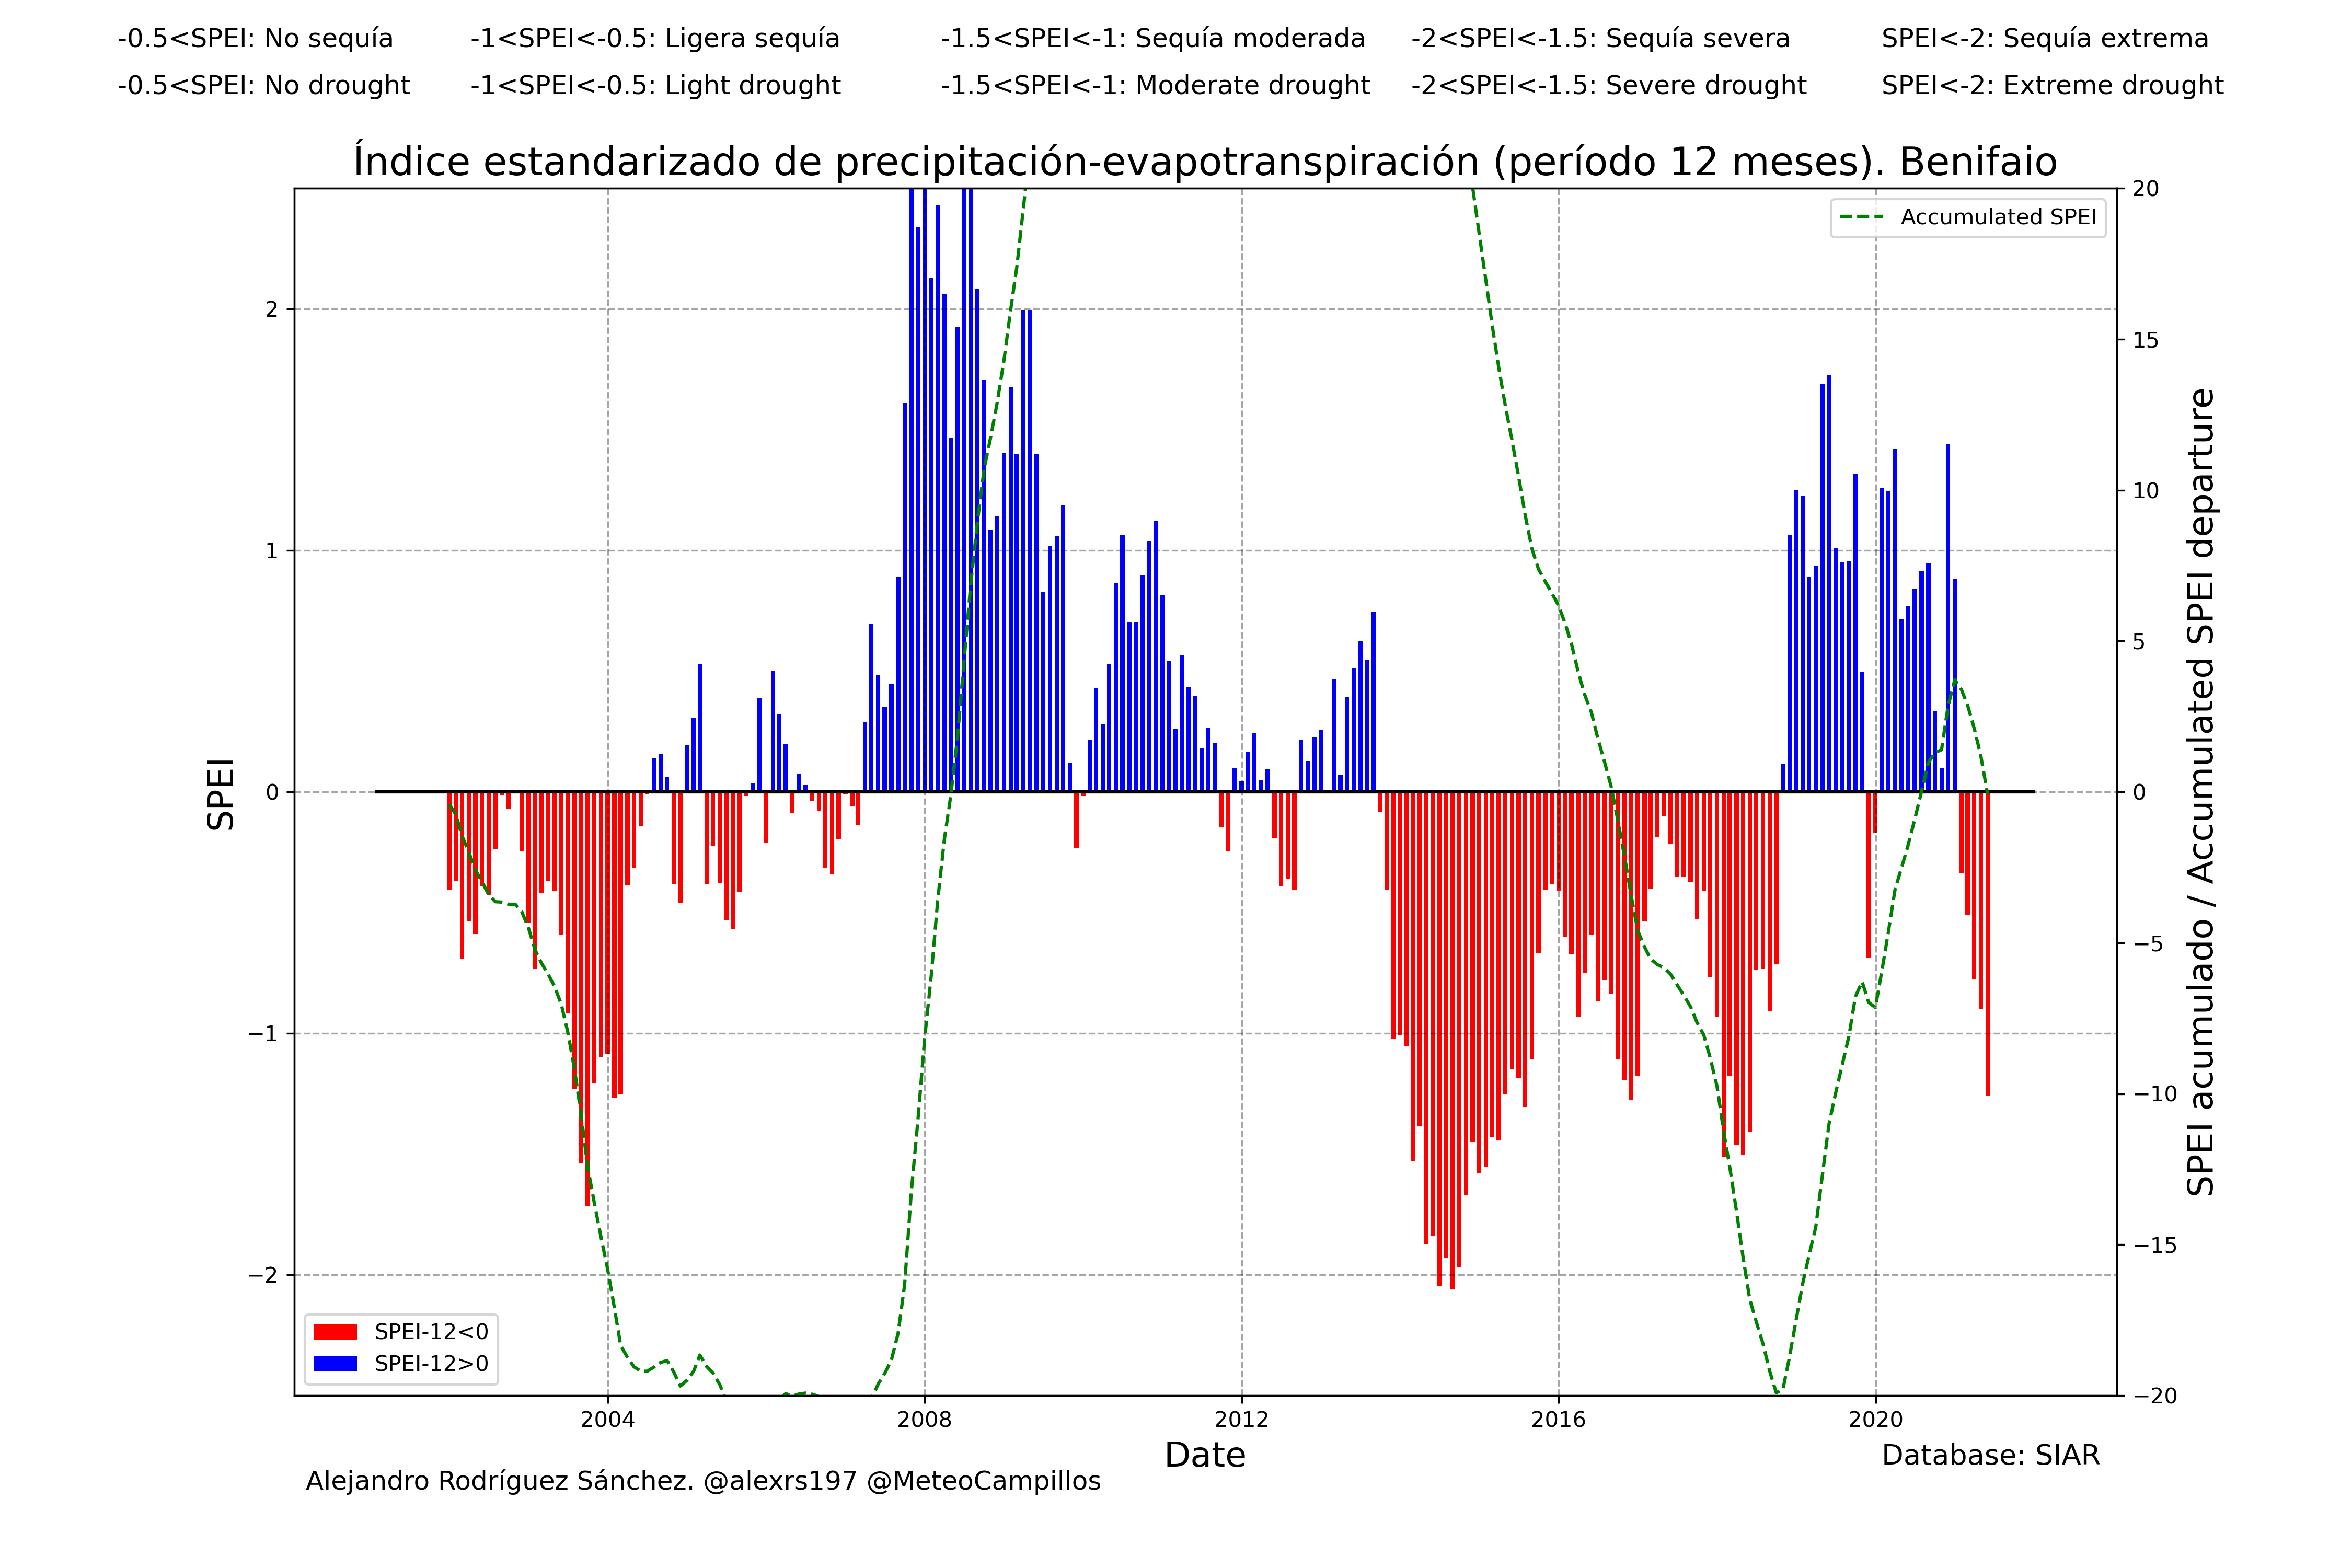 -0.5<SPEI: No sequía -1<SPEI<-0.5: Ligera sequía -1.5<SPEI<-1: Sequía moderada -2<SPEI<-1.5: Sequía severa SPEI<-2: Sequía extrema
-0.5<SPEI: No drought -1<SPEI<-0.5: Light drought -1.5<SPEI<-1: Moderate drought -2<SPEI<-1.5: Severe drought SPEI<-2: Extreme drought
Índice estandarizado de precipitación-evapotranspiración (período 12 meses). Benifaio
Accumulated SPEI
SPEI
2
1
0
−1
−2
20
15
10
5
0
−5
−10
−15
−20
SPEI acumulado / Accumulated SPEI departure
SPEI-12<0
SPEI-12>0
2004 2008 2012 2016 2020
Date
Database: SIAR
Alejandro Rodríguez Sánchez. @alexrs197 @MeteoCampillos